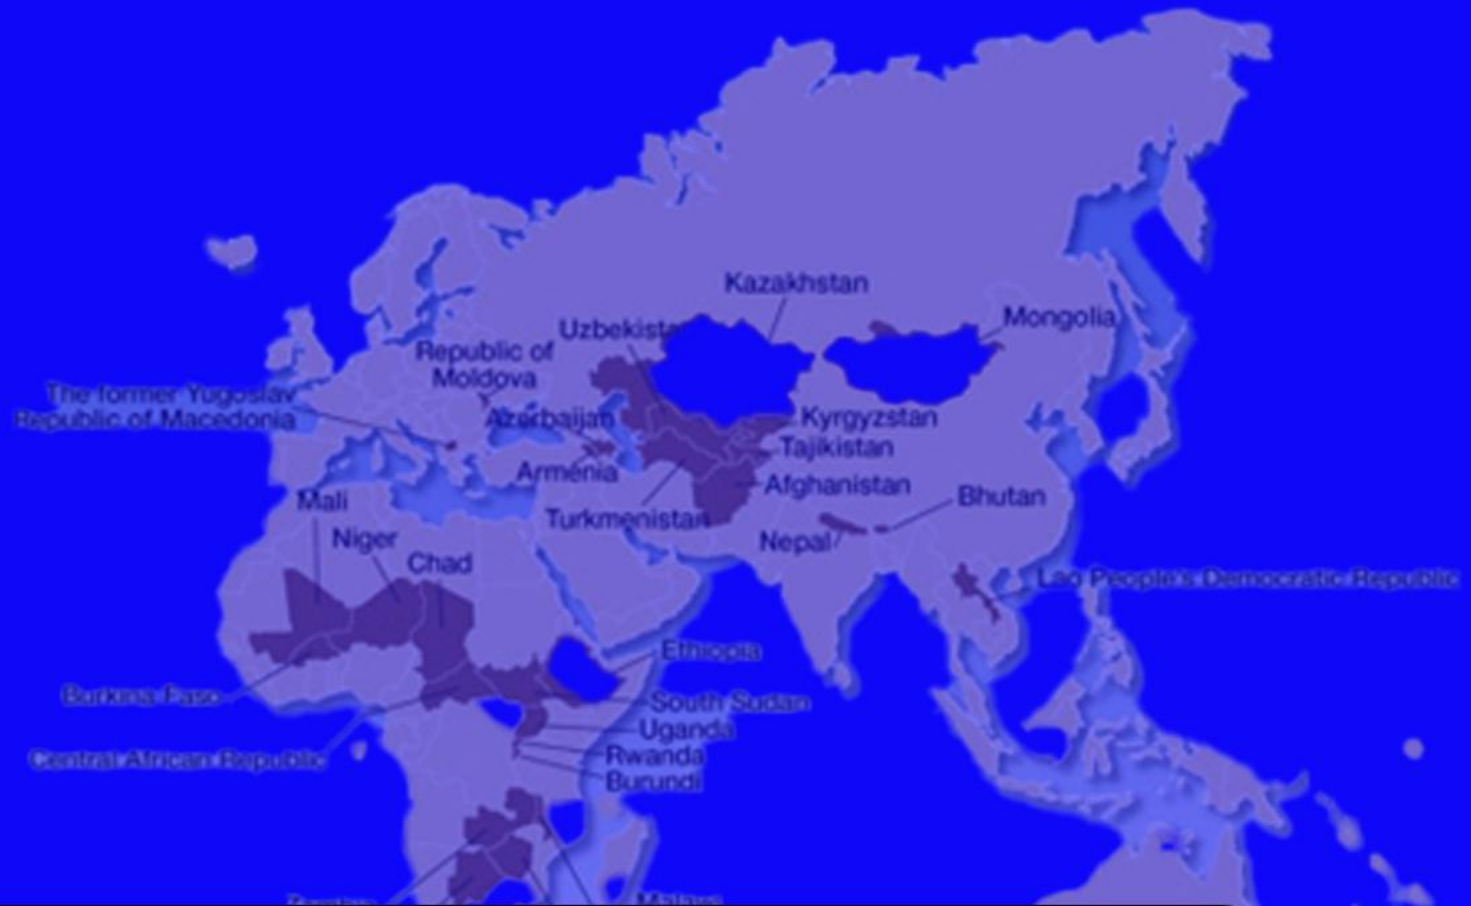 Kazakhstan
Mongolia
Republic of
Moldova
The former Yugoslav
Republic of Macedonia
Azerbaijan
Kyrgyzstan
Tajikistan
Armenia
Afghanistan
Bhutan
Mali
Turkmenistan
Niger
Nepal
Chad
Lao People's Democratic Republic
Ethiopia
Burkina Faso
South Sudan
Uganda
Central African Republic
Rwanda
Burundi